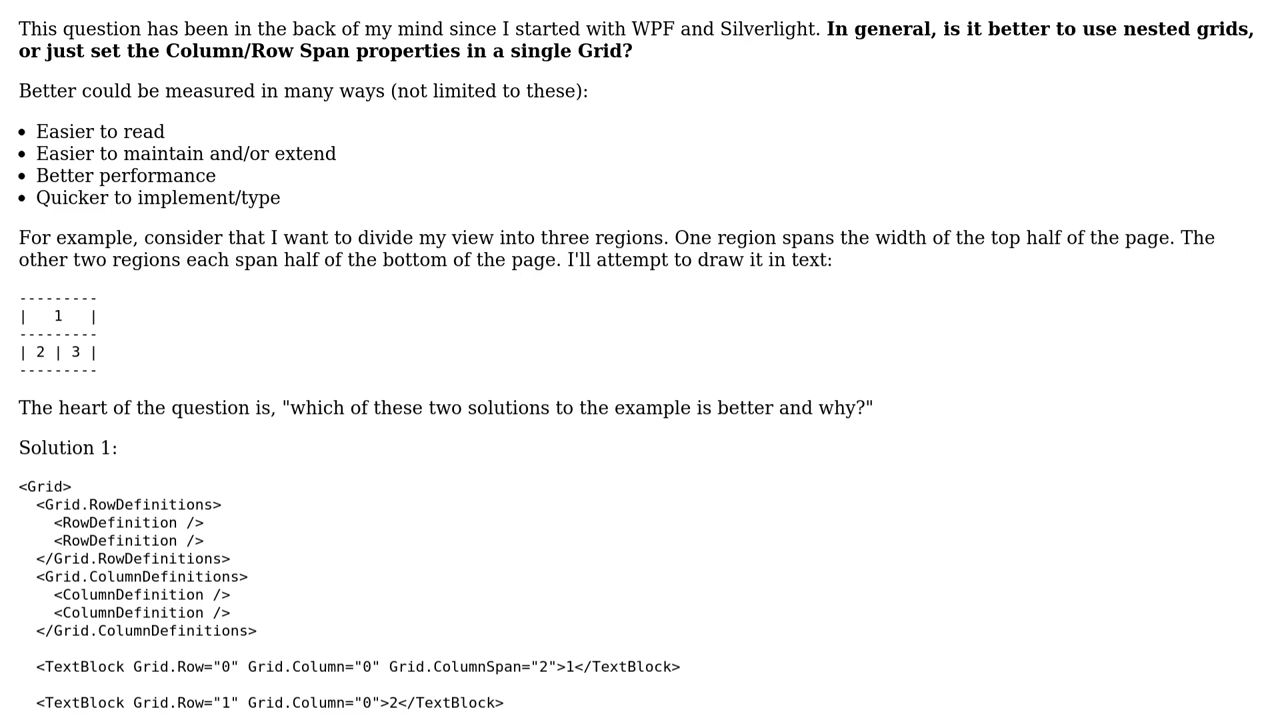 This question has been in the back of my mind since I started with WPF and Silverlight. In general, is it better to use nested grids,
or just set the Column/Row Span properties in a single Grid?
Better could be measured in many ways (not limited to these):
• Easier to read
• Easier to maintain and/or extend
• Better performance
• Quicker to implement/type
For example, consider that I want to divide my view into three regions. One region spans the width of the top half of the page. The
other two regions each span half of the bottom of the page. I'll attempt to draw it in text:
---------
|   1   |
---------
| 2 | 3 |
---------
The heart of the question is, "which of these two solutions to the example is better and why?"
Solution 1:
<Grid>
  <Grid.RowDefinitions>
    <RowDefinition />
    <RowDefinition />
  </Grid.RowDefinitions>
  <Grid.ColumnDefinitions>
    <ColumnDefinition />
    <ColumnDefinition />
  </Grid.ColumnDefinitions>
  <TextBlock Grid.Row="0" Grid.Column="0" Grid.ColumnSpan="2">1</TextBlock>
  <TextBlock Grid.Row="1" Grid.Column="0">2</TextBlock>